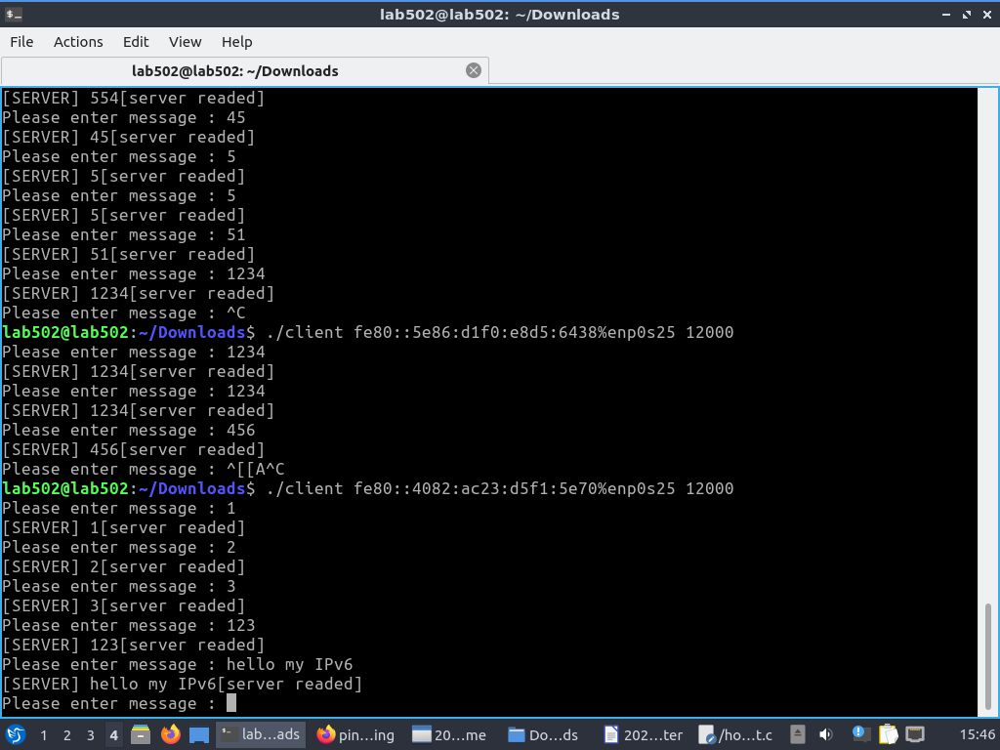 lab502@lab502: ~/Downloads
File Actions Edit View Help
lab502@lab502: ~/Downloads
[SERVER] 554[server readed]
Please enter message : 45
[SERVER] 45[server readed]
Please enter message : 5
[SERVER] 5[server readed]
Please enter message : 5
[SERVER] 5[server readed]
Please enter message : 51
[SERVER] 51[server readed]
Please enter message : 1234
[SERVER] 1234[server readed]
Please enter message : ^C
lab502@lab502:~/Downloads$ ./client fe80::5e86:d1f0:e8d5:6438%enp0s25 12000
Please enter message : 1234
[SERVER] 1234[server readed]
Please enter message : 1234
[SERVER] 1234[server readed]
Please enter message : 456
[SERVER] 456[server readed]
Please enter message : ^[[A^C
lab502@lab502:~/Downloads$ ./client fe80::4082:ac23:d5f1:5e70%enp0s25 12000
Please enter message : 1
[SERVER] 1[server readed]
Please enter message : 2
[SERVER] 2[server readed]
Please enter message : 3
[SERVER] 3[server readed]
Please enter message : 123
[SERVER] 123[server readed]
Please enter message : hello my IPv6
[SERVER] hello my IPv6[server readed]
Please enter message :
1 2 3 4 lab...ads pin...ing 20...me Do...ds 202...ter /ho...t.c 15:46